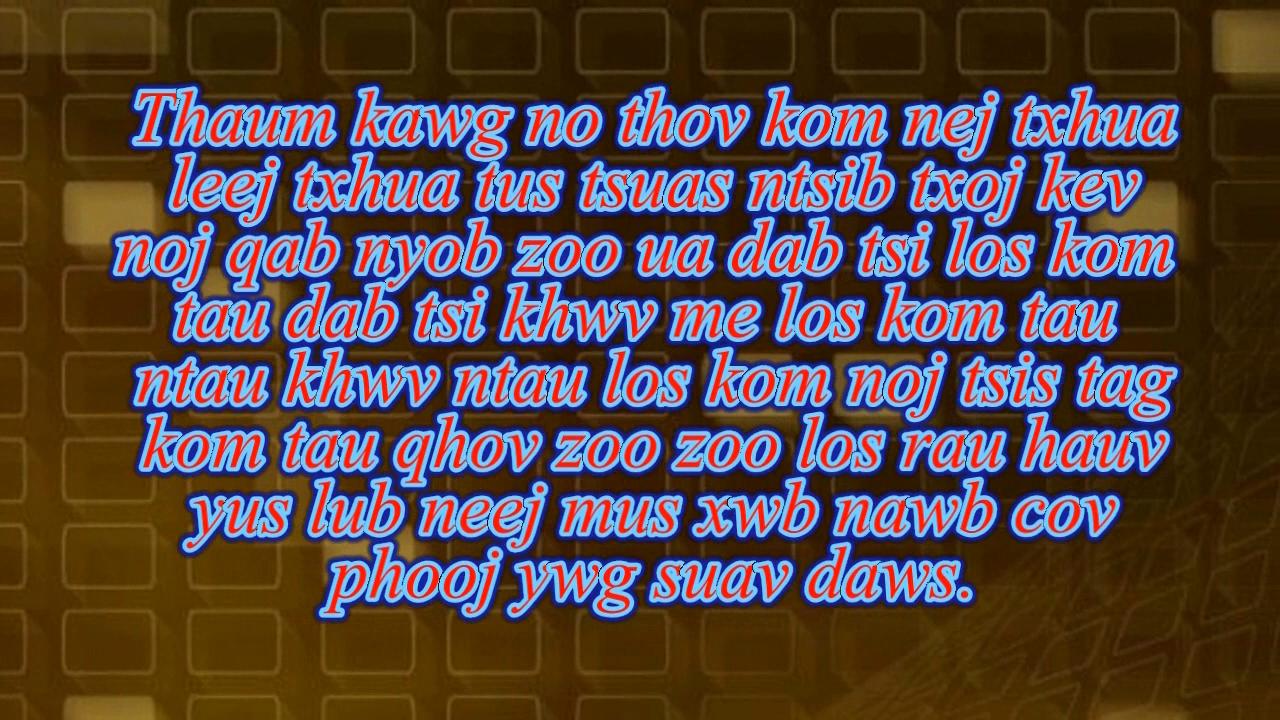 Thaum kawg no thov kom nej txhua
leej txhua tus tsuas ntsib txoj kev
noj qab nyob zoo ua dab tsi los kom
tau dab tsi khwv me los kom tau
ntau khwv ntau los kom noj tsis tag
kom tau qhov zoo zoo los rau hauv
yus lub neej mus xwb nawb cov
phooj ywg suav daws.